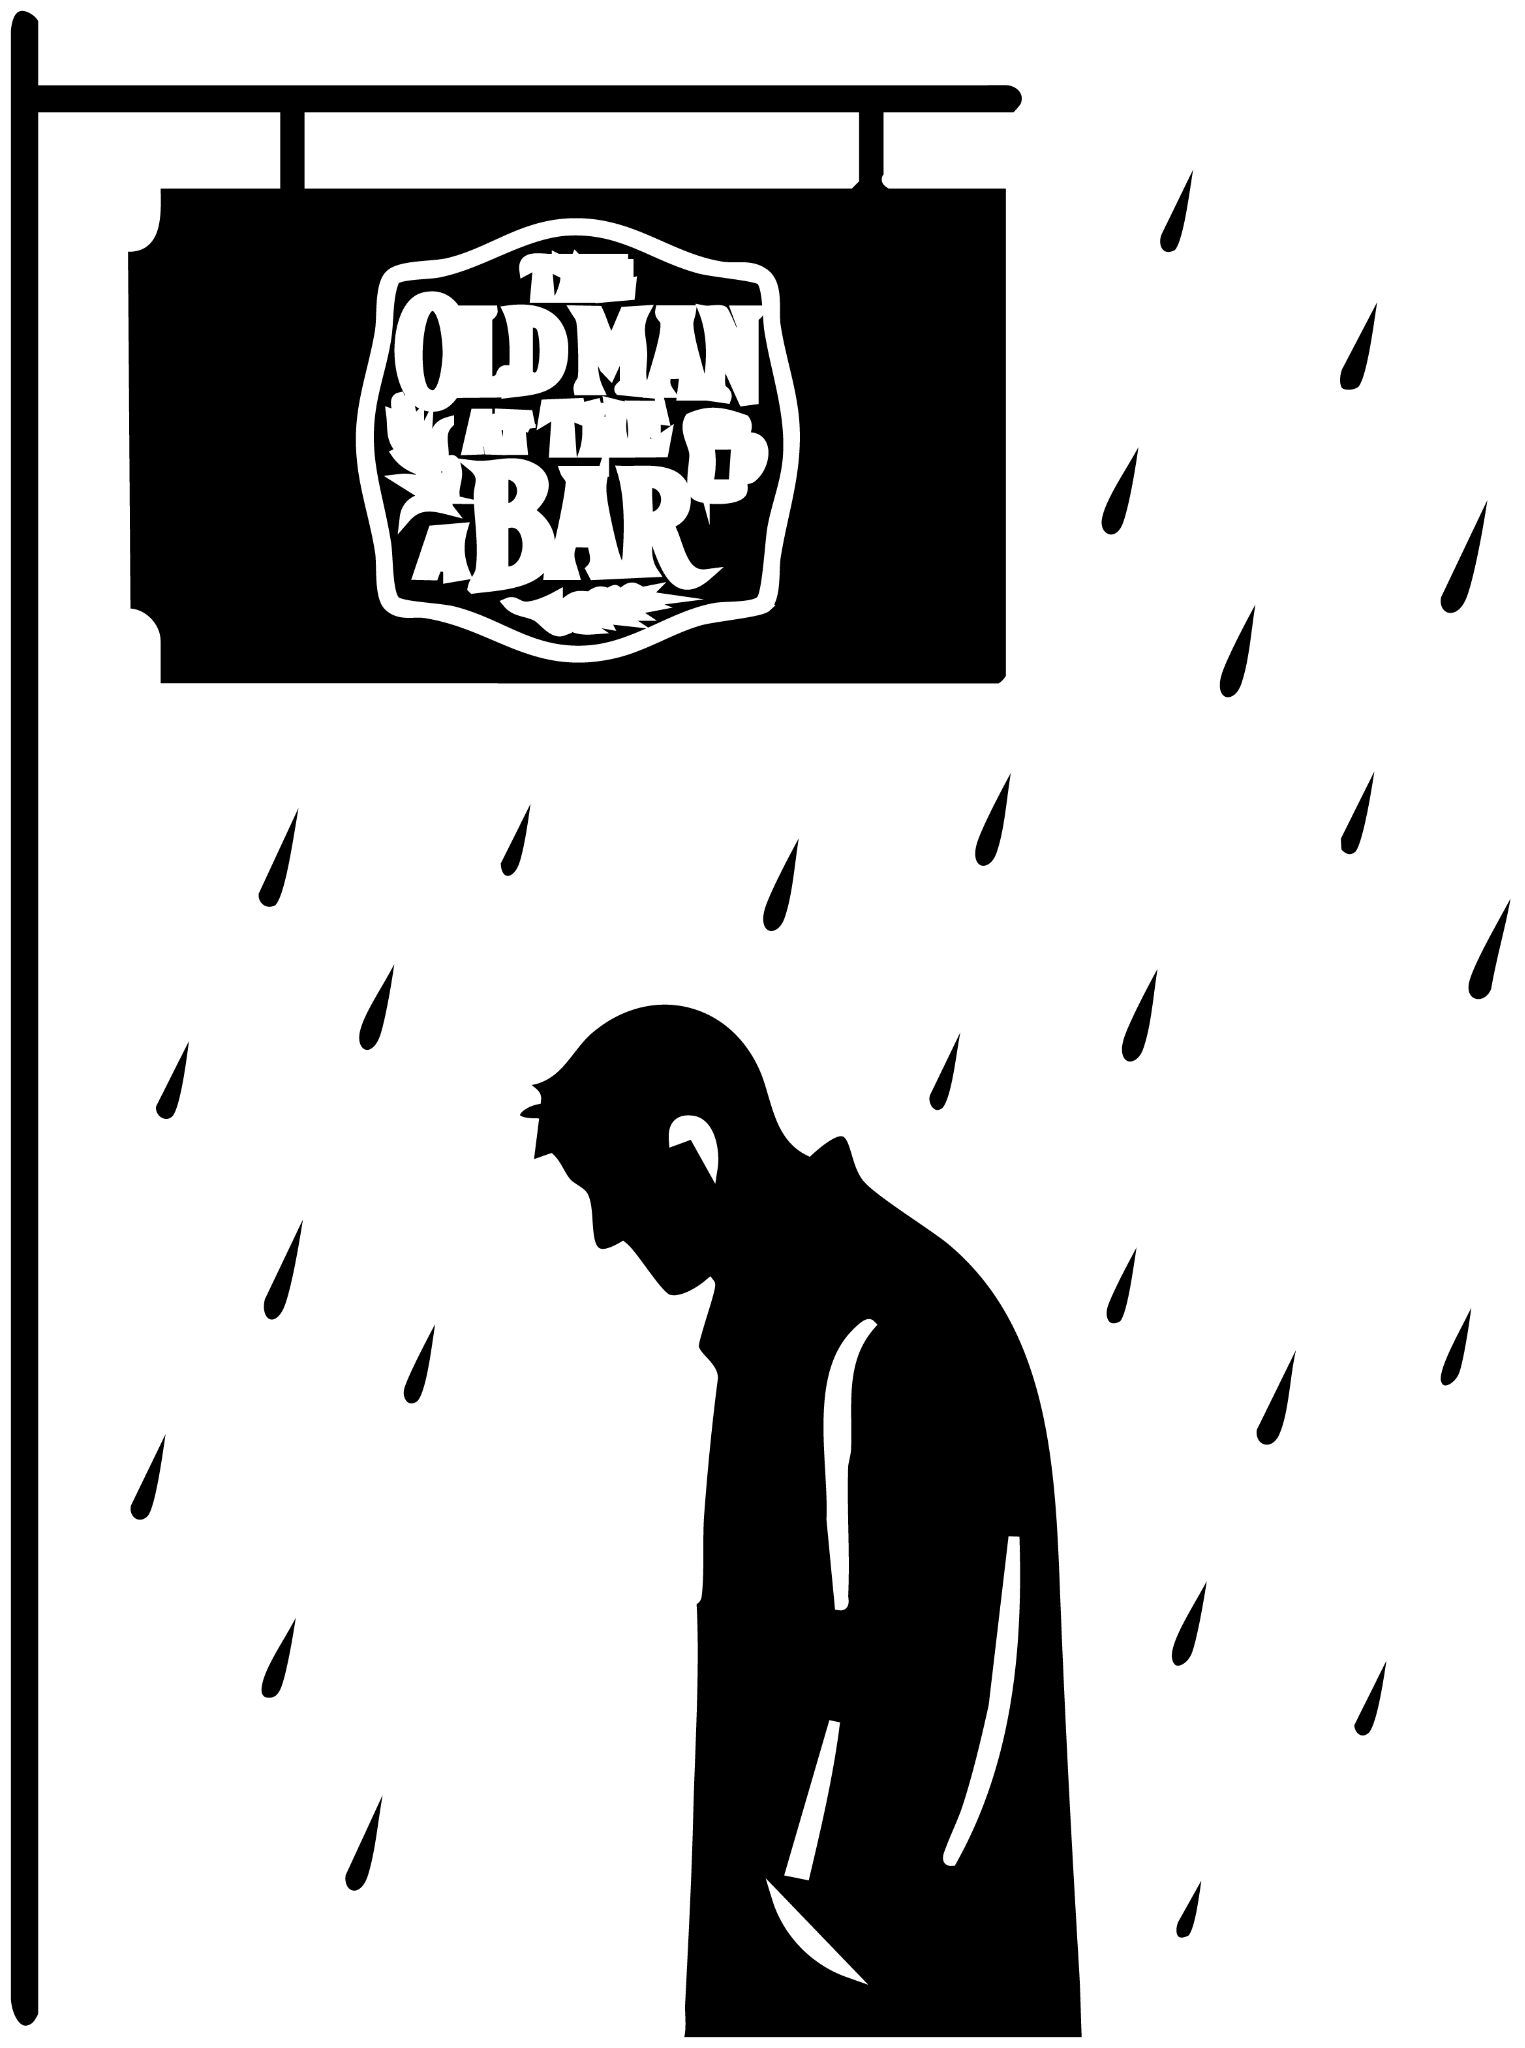 THE
OLD MAN
AT THE
BAR